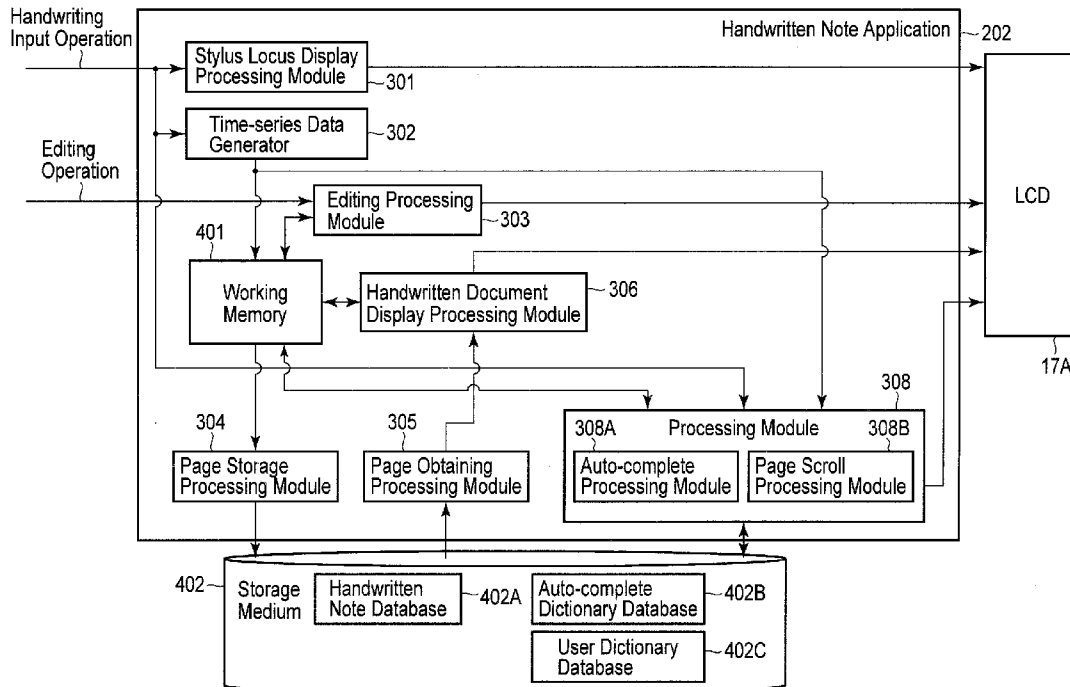 Handwriting
Input Operation
Handwritten Note Application
202
Stylus Locus Display
Processing Module
301
Time-series Data
Generator
302
Editing
Operation
Editing Processing
Module
303
LCD
17A
401
Working
Memory
Handwritten Document
Display Processing Module
306
304
Page Storage
Processing Module
305
Page Obtaining
Processing Module
308
Processing Module
308A
Auto-complete
Processing Module
308B
Page Scroll
Processing Module
402
Storage
Medium
Handwritten
Note Database
402A
Auto-complete
Dictionary Database
402B
User Dictionary
Database
402C